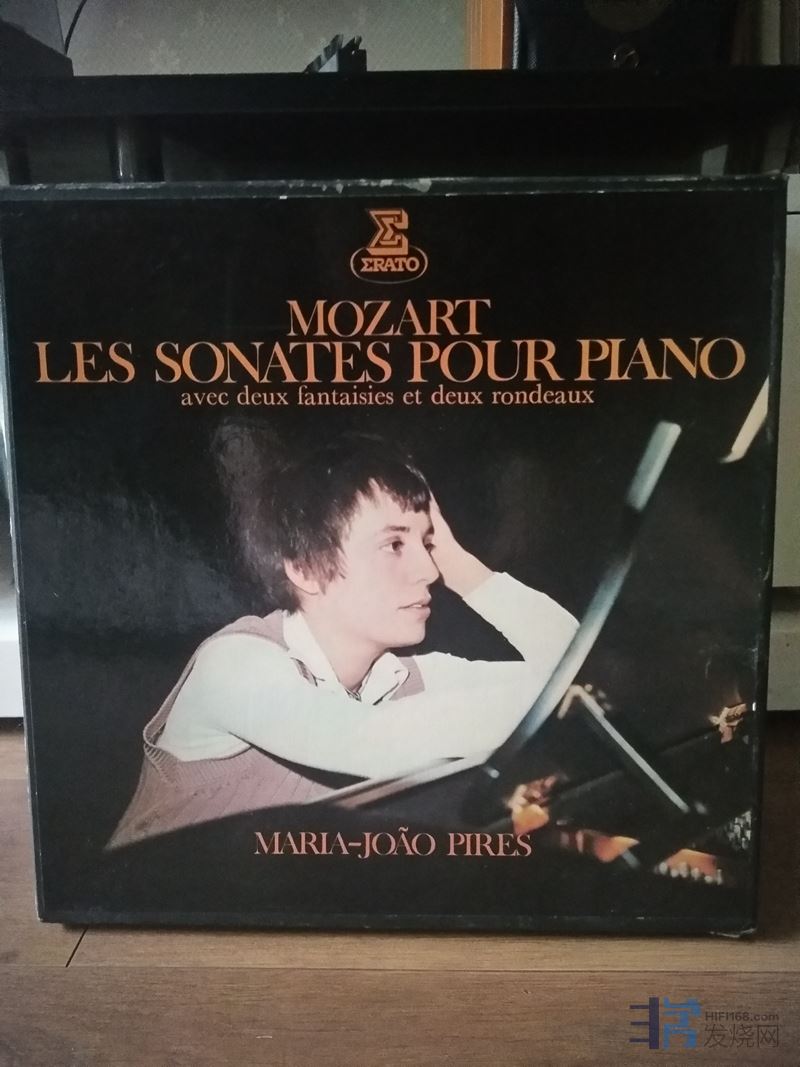 Σ
ΣRATO
MOZART
LES SONATES POUR PIANO
avec deux fantaisies et deux rondeaux
MARIA-JOÃO PIRES
HIFI168.com
发烧网